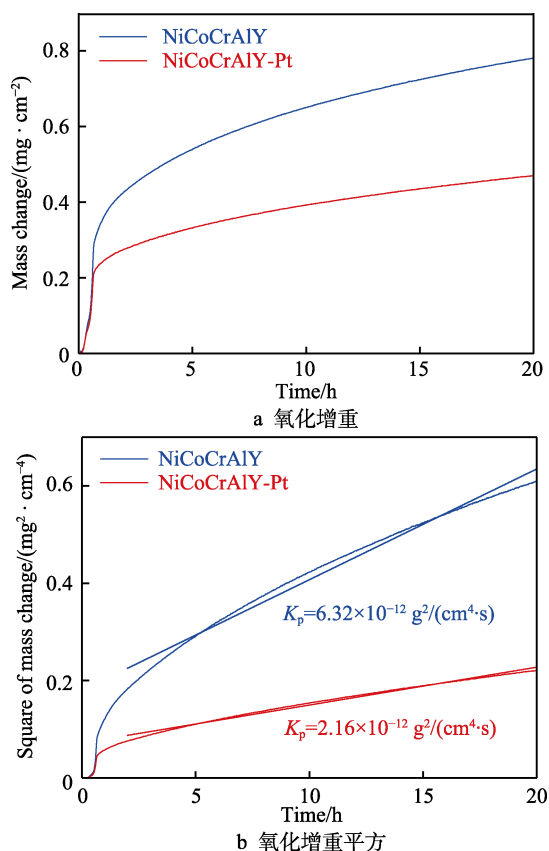 0.8
NiCoCrAlY
NiCoCrAlY-Pt
0.6
0.4
0.2
0
Mass change/(mg · cm⁻²)
0
5
10
15
20
Time/h
a 氧化增重
NiCoCrAlY
NiCoCrAlY-Pt
0.6
0.4
0.2
0
Square of mass change/(mg² · cm⁻⁴)
Kₚ=6.32×10⁻¹² g²/(cm⁴·s)
Kₚ=2.16×10⁻¹² g²/(cm⁴·s)
0
5
10
15
20
Time/h
b 氧化增重平方